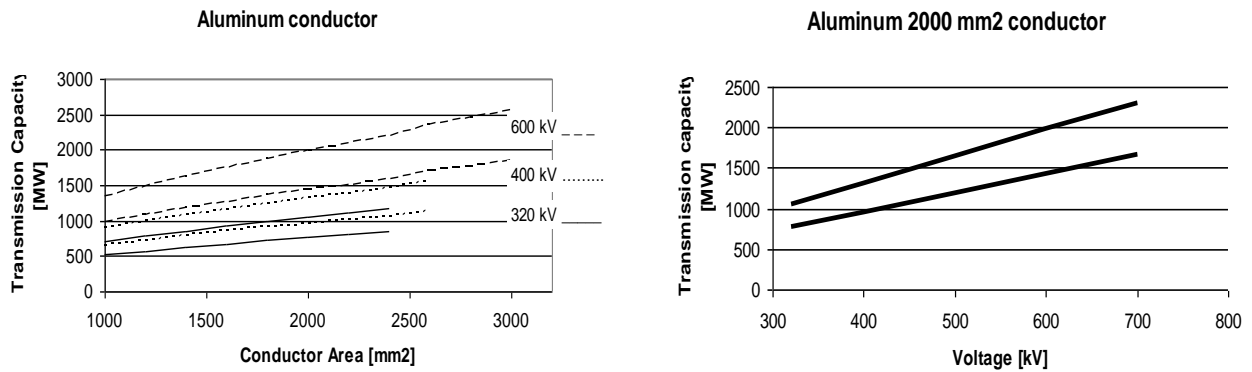 Aluminum conductor
Transmission Capacity
[MW]
3000
2500
2000
1500
1000
500
0
600 kV
400 kV
320 kV
1000
1500
2000
2500
3000
Conductor Area [mm2]
Aluminum 2000 mm2 conductor
Transmission capacity
[MW]
2500
2000
1500
1000
500
0
300
400
500
600
700
800
Voltage [kV]